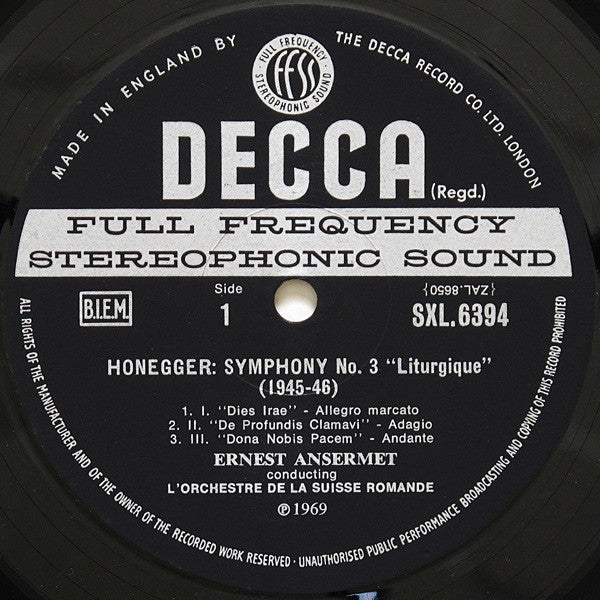 MADE IN ENGLAND BY
THE DECCA RECORD CO. LTD. LONDON
FULL FREQUENCY
ffss
STEREOPHONIC SOUND
DECCA
(Regd.)
FULL FREQUENCY
STEREOPHONIC SOUND
B.I.E.M.
Side
1
{ZAL.8650}
SXL.6394
HONEGGER: SYMPHONY No. 3 "Liturgique"
(1945-46)
1. I. "Dies Irae" - Allegro marcato
2. II. "De Profundis Clamavi" - Adagio
3. III. "Dona Nobis Pacem" - Andante
ERNEST ANSERMET
conducting
L'ORCHESTRE DE LA SUISSE ROMANDE
℗ 1969
ALL RIGHTS OF THE MANUFACTURER AND OF THE OWNER OF THE RECORDED WORK RESERVED · UNAUTHORISED PUBLIC PERFORMANCE BROADCASTING AND COPYING OF THIS RECORD PROHIBITED